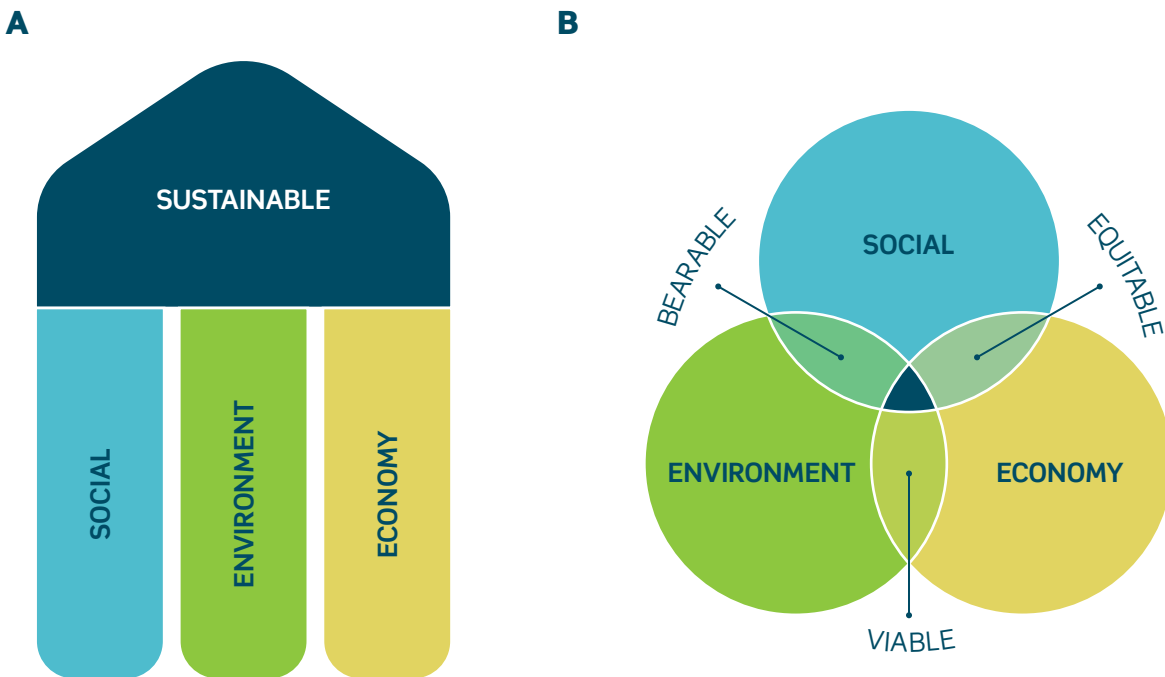 A
SUSTAINABLE
SOCIAL
ENVIRONMENT
ECONOMY
B
SOCIAL
BEARABLE
EQUITABLE
ENVIRONMENT
ECONOMY
VIABLE